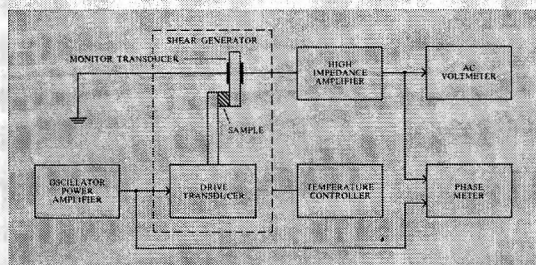 SHEAR GENERATOR
MONITOR TRANSDUCER
HIGH
IMPEDANCE
AMPLIFIER
AC
VOLTMETER
SAMPLE
OSCILLATOR
POWER
AMPLIFIER
DRIVE
TRANSDUCER
TEMPERATURE
CONTROLLER
PHASE
METER